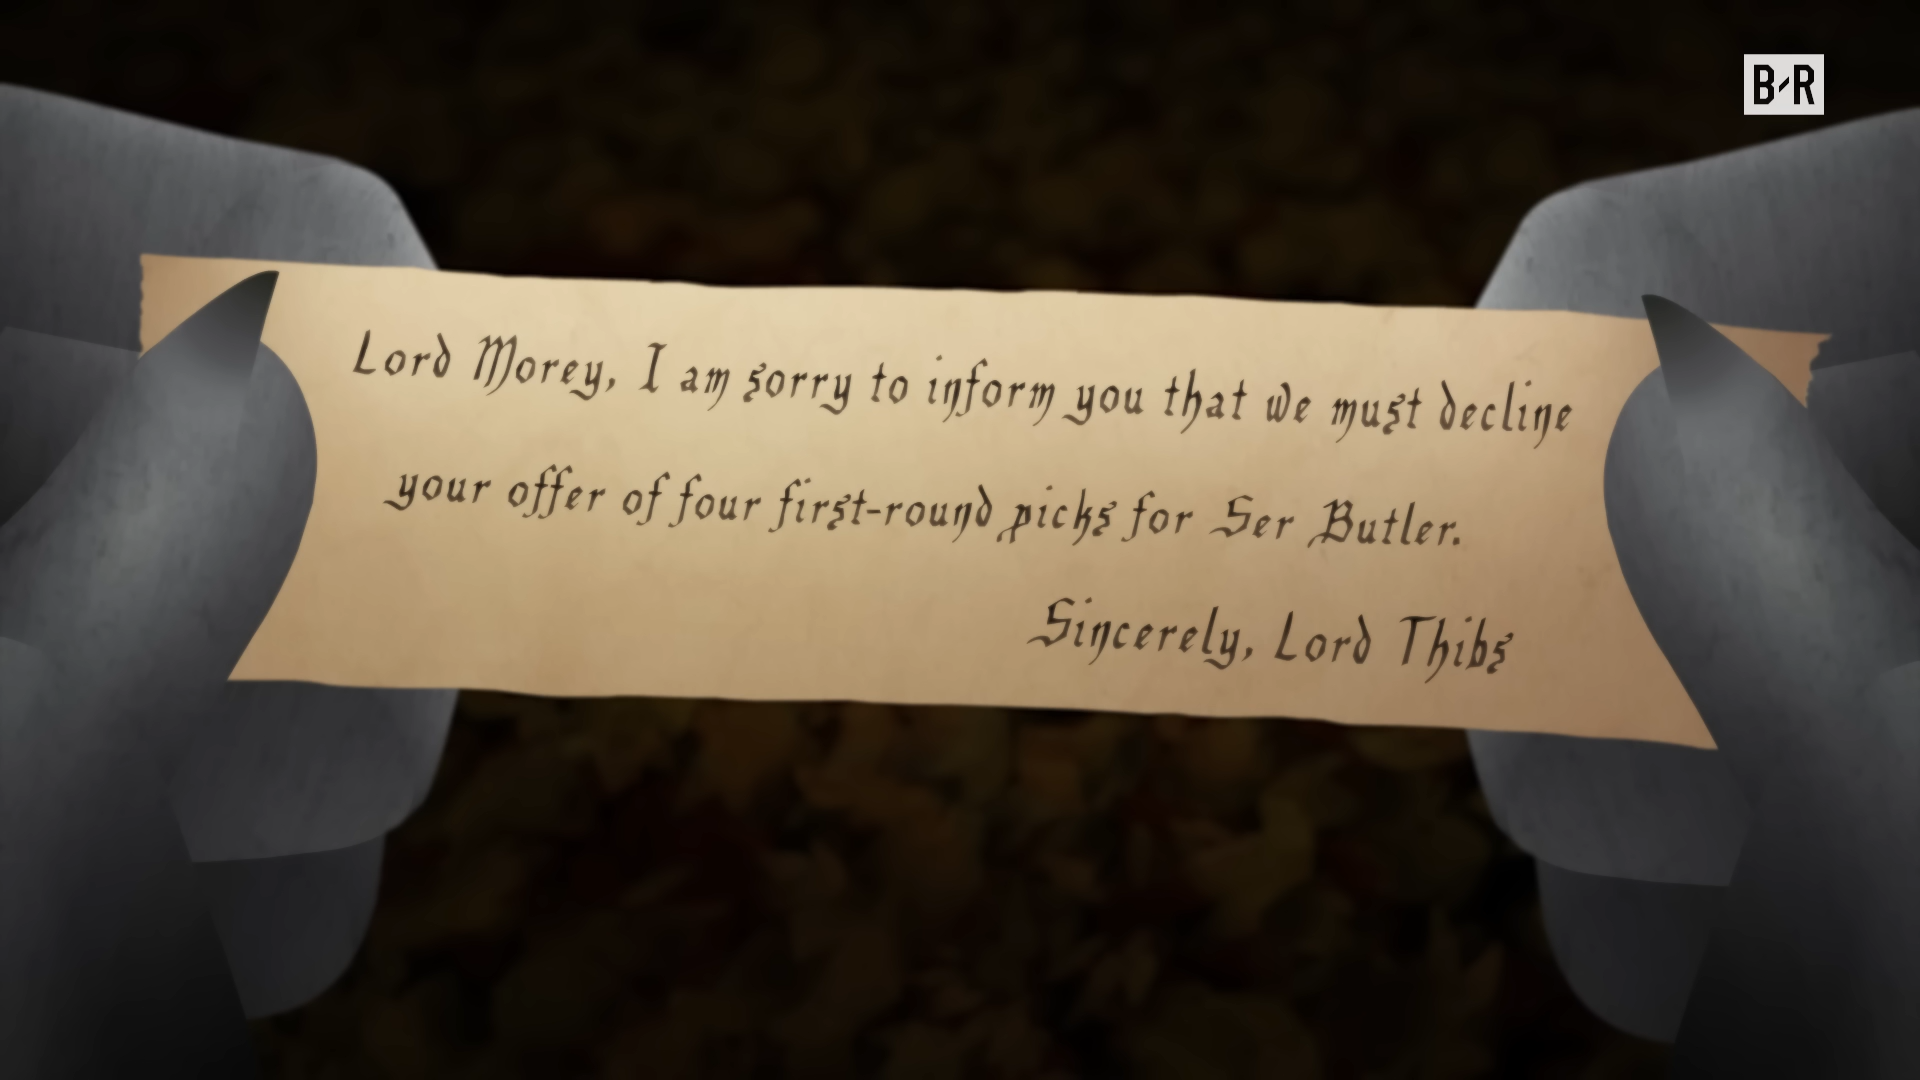 B/R
Lord Morey, I am sorry to inform you that we must decline
your offer of four first-round picks for Ser Butler.
Sincerely, Lord Thibs